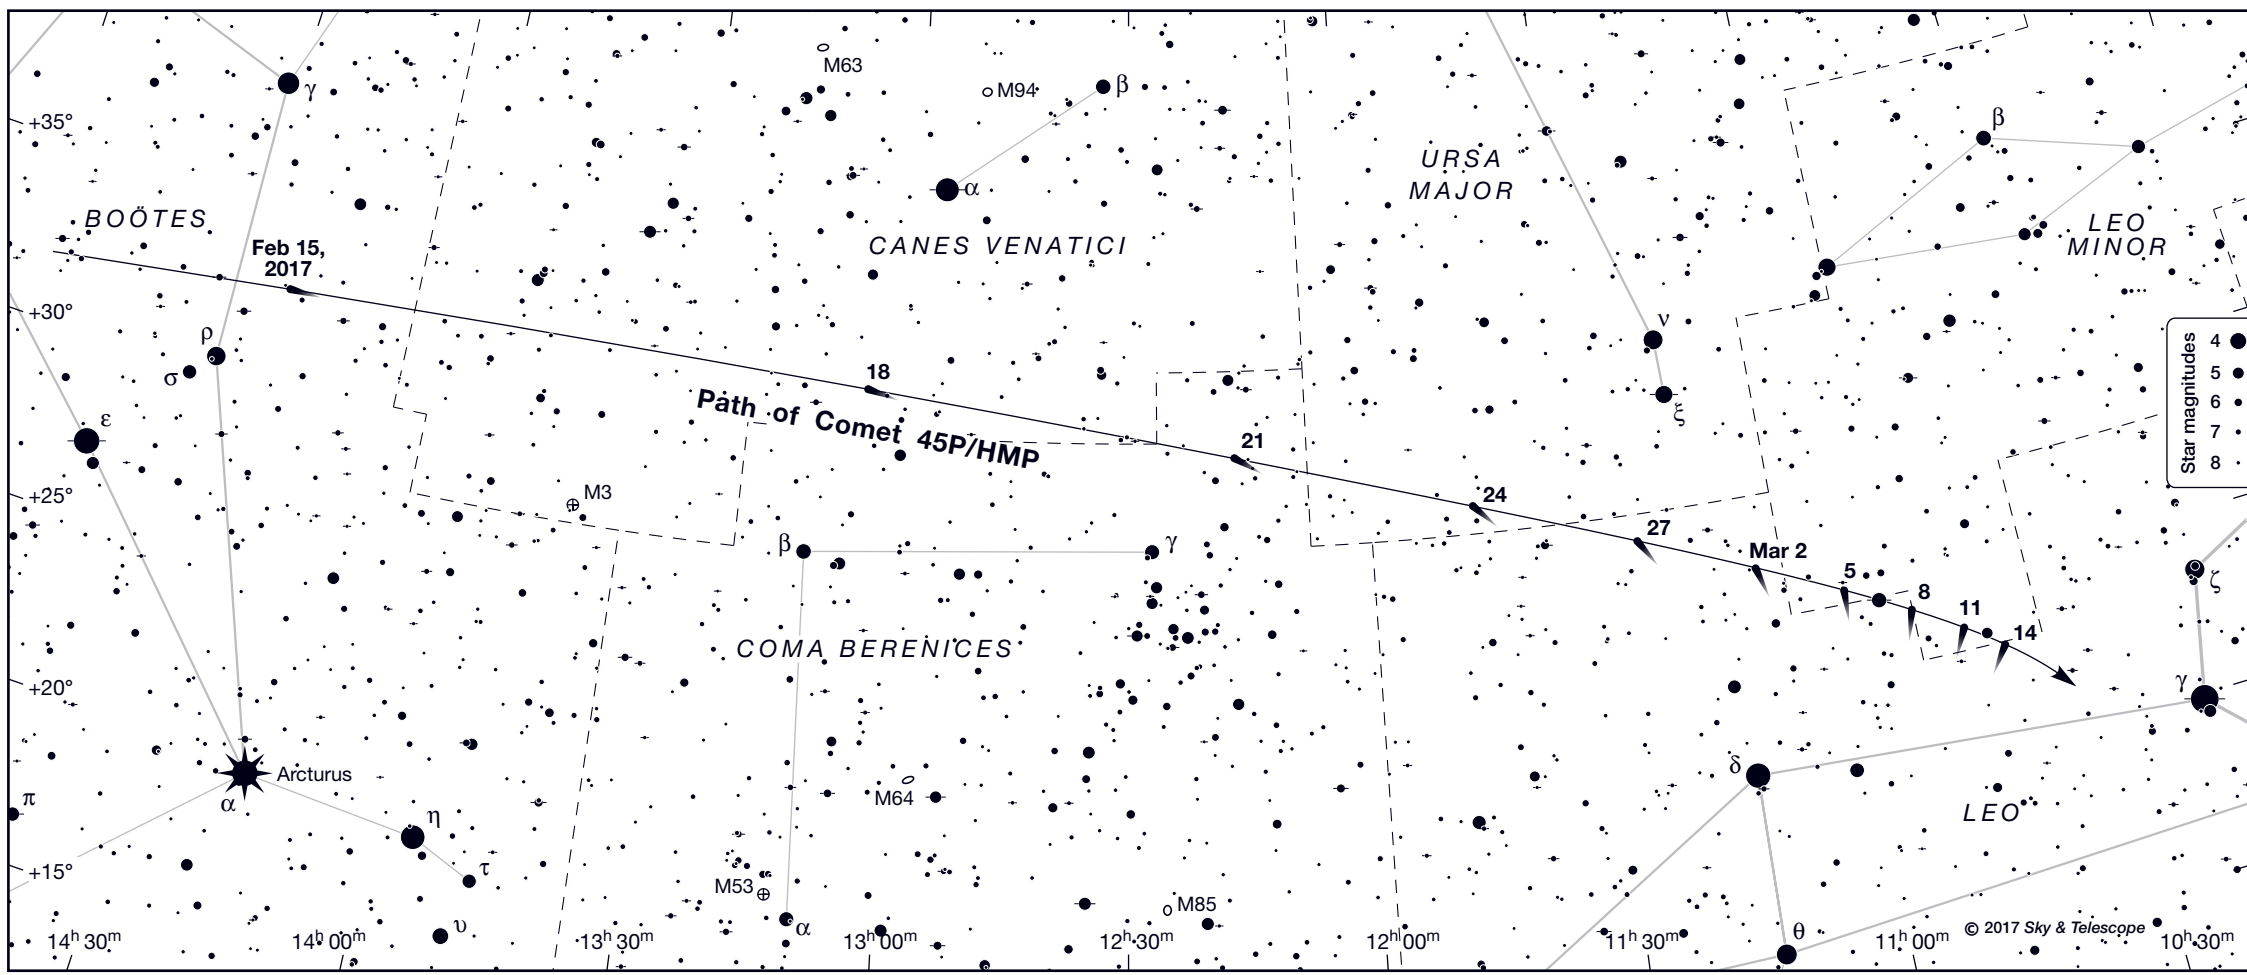 M63
γ
M94
β
+35°
β
URSA
MAJOR
α
BOÖTES
LEO
MINOR
Feb 15,
2017
CANES VENATICI
+30°
ν
ρ
σ
18
Path of Comet 45P/HMP
ξ
Star magnitudes
4
5
6
7
8
ε
21
+25°
M3
24
27
β
γ
Mar 2
5
8
11
14
ζ
COMA BERENICES
+20°
γ
Arcturus
α
δ
π
η
M64
LEO
τ
+15°
M53
M85
υ
α
θ
© 2017 Sky & Telescope
14h 30m
14h 00m
13h 30m
13h 00m
12h 30m
12h 00m
11h 30m
11h 00m
10h 30m